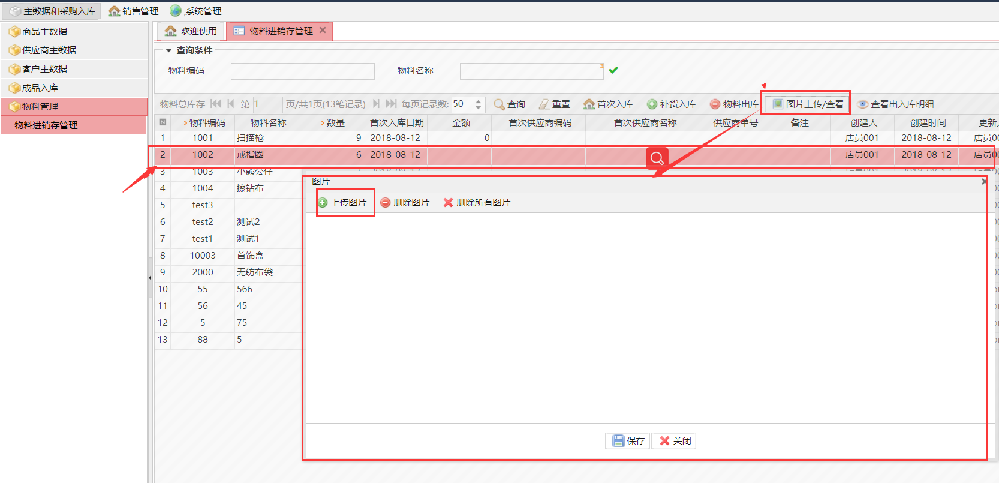 主数据和采购入库 销售管理 系统管理
商品主数据
供应商主数据
客户主数据
成品入库
物料管理
物料进销存管理
欢迎使用 物料进销存管理
查询条件
物料编码 物料名称
物料总库存 第 1 页/共1页(13笔记录) 每页记录数: 50 查询 重置 首次入库 补货入库 物料出库 图片上传/查看 查看出入库明细
N 物料编码 物料名称 数量 首次入库日期 金额 首次供应商编码 首次供应商名称 供应商单号 备注 创建人 创建时间 更新
1 1001 扫描枪 9 2018-08-12 0 店员001 2018-08-12 店员00
2 1002 戒指圈 6 2018-08-12 店员001 2018-08-12 店员00
3 1003 小熊公仔
4 1004 擦钻布
5 test3
6 test2 测试2
7 test1 测试1
8 10003 首饰盒
9 2000 无纺布袋
10 55 566
11 56 45
12 5 75
13 88 5
图片
上传图片 删除图片 删除所有图片
保存 关闭